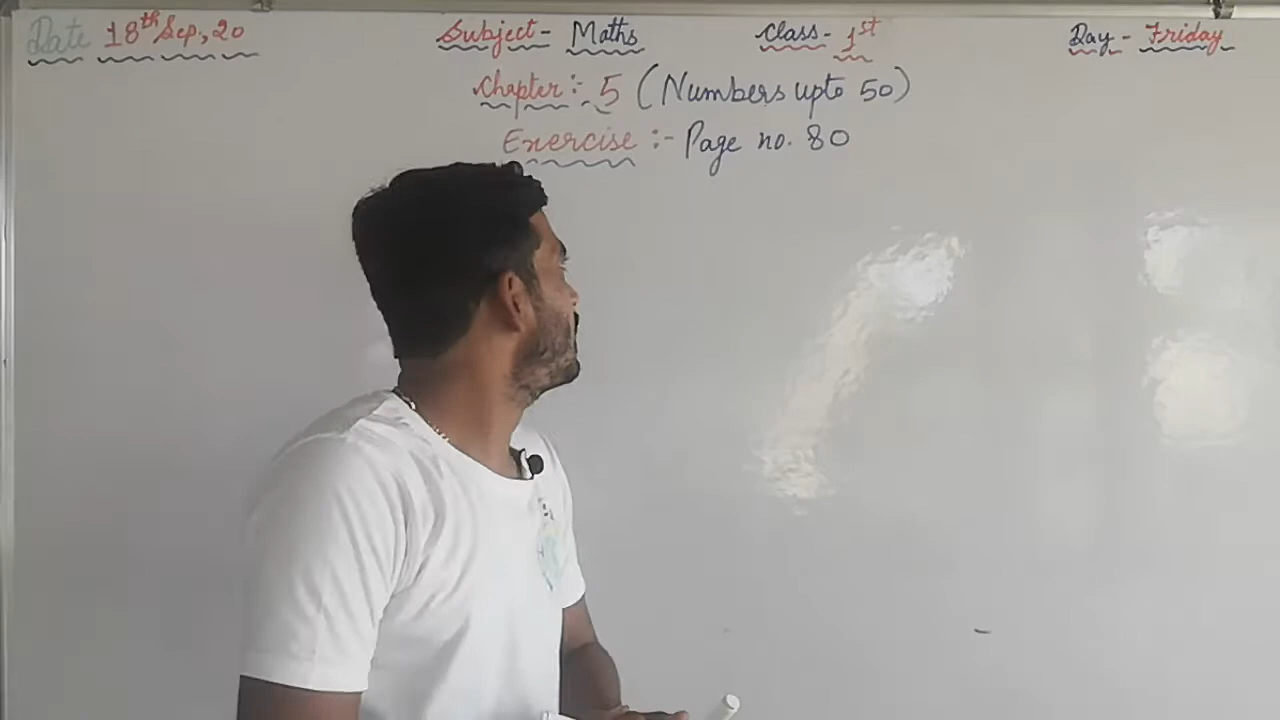 Date 18th Sep, 20 Subject- Maths Class- 1st Day- Friday
Chapter:- 5 (Numbers upto 50)
Exercise :- Page no. 80